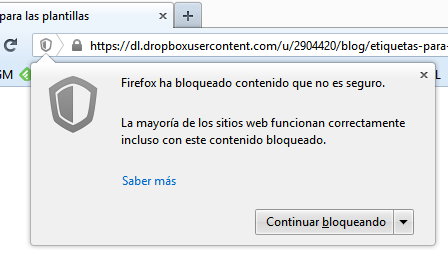 para las plantillas
https://dl.dropboxusercontent.com/u/2904420/blog/etiquetas-para-
GM
L
Firefox ha bloqueado contenido que no es seguro.
La mayoría de los sitios web funcionan correctamente
incluso con este contenido bloqueado.
Saber más
Continuar bloqueando